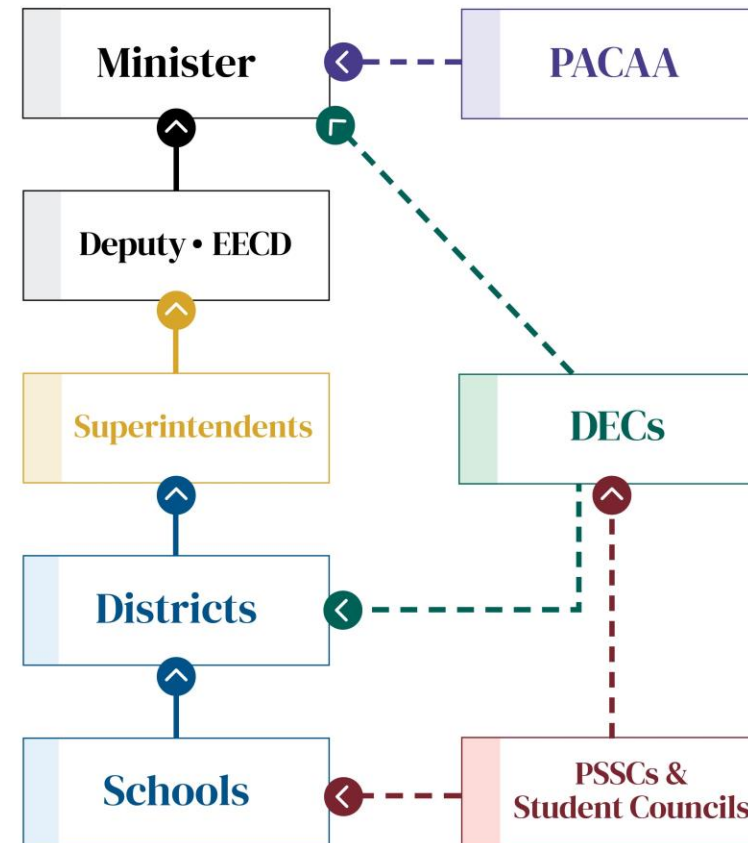 Minister
PACAA
Deputy • EECD
Superintendents
DECs
Districts
Schools
PSSCs &
Student Councils